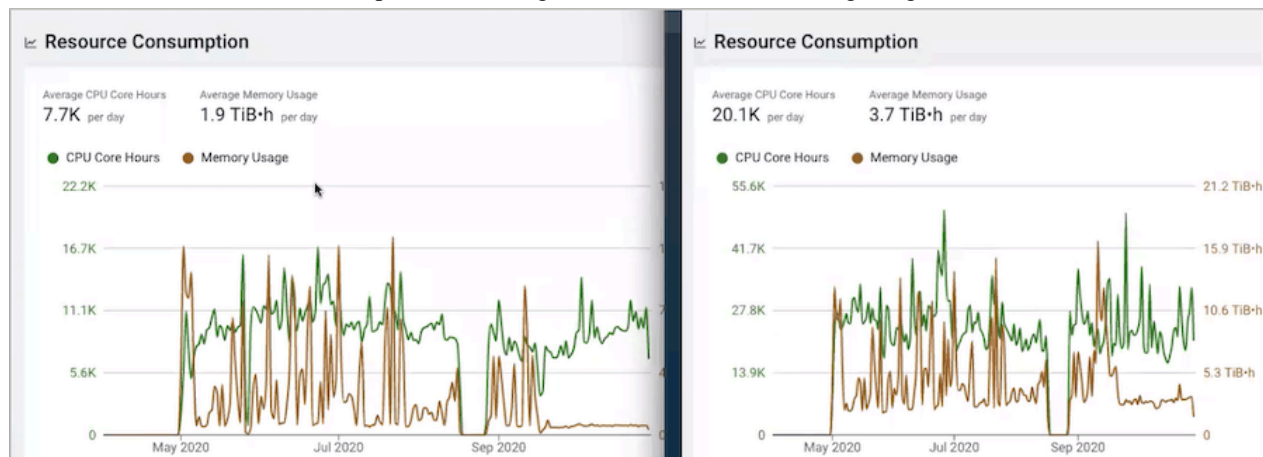 Resource Consumption
Average CPU Core Hours Average Memory Usage
7.7K per day 1.9 TiB•h per day
CPU Core Hours Memory Usage
22.2K
16.7K
11.1K
5.6K
0
May 2020 Jul 2020 Sep 2020
Resource Consumption
Average CPU Core Hours Average Memory Usage
20.1K per day 3.7 TiB•h per day
CPU Core Hours Memory Usage
55.6K 21.2 TiB•h
41.7K 15.9 TiB•h
27.8K 10.6 TiB•h
13.9K 5.3 TiB•h
0 0
May 2020 Jul 2020 Sep 2020